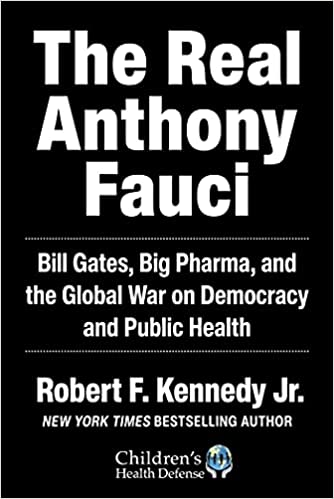 The Real
Anthony
Fauci
Bill Gates, Big Pharma, and
the Global War on Democracy
and Public Health
Robert F. Kennedy Jr.
NEW YORK TIMES BESTSELLING AUTHOR
Children's
Health Defense